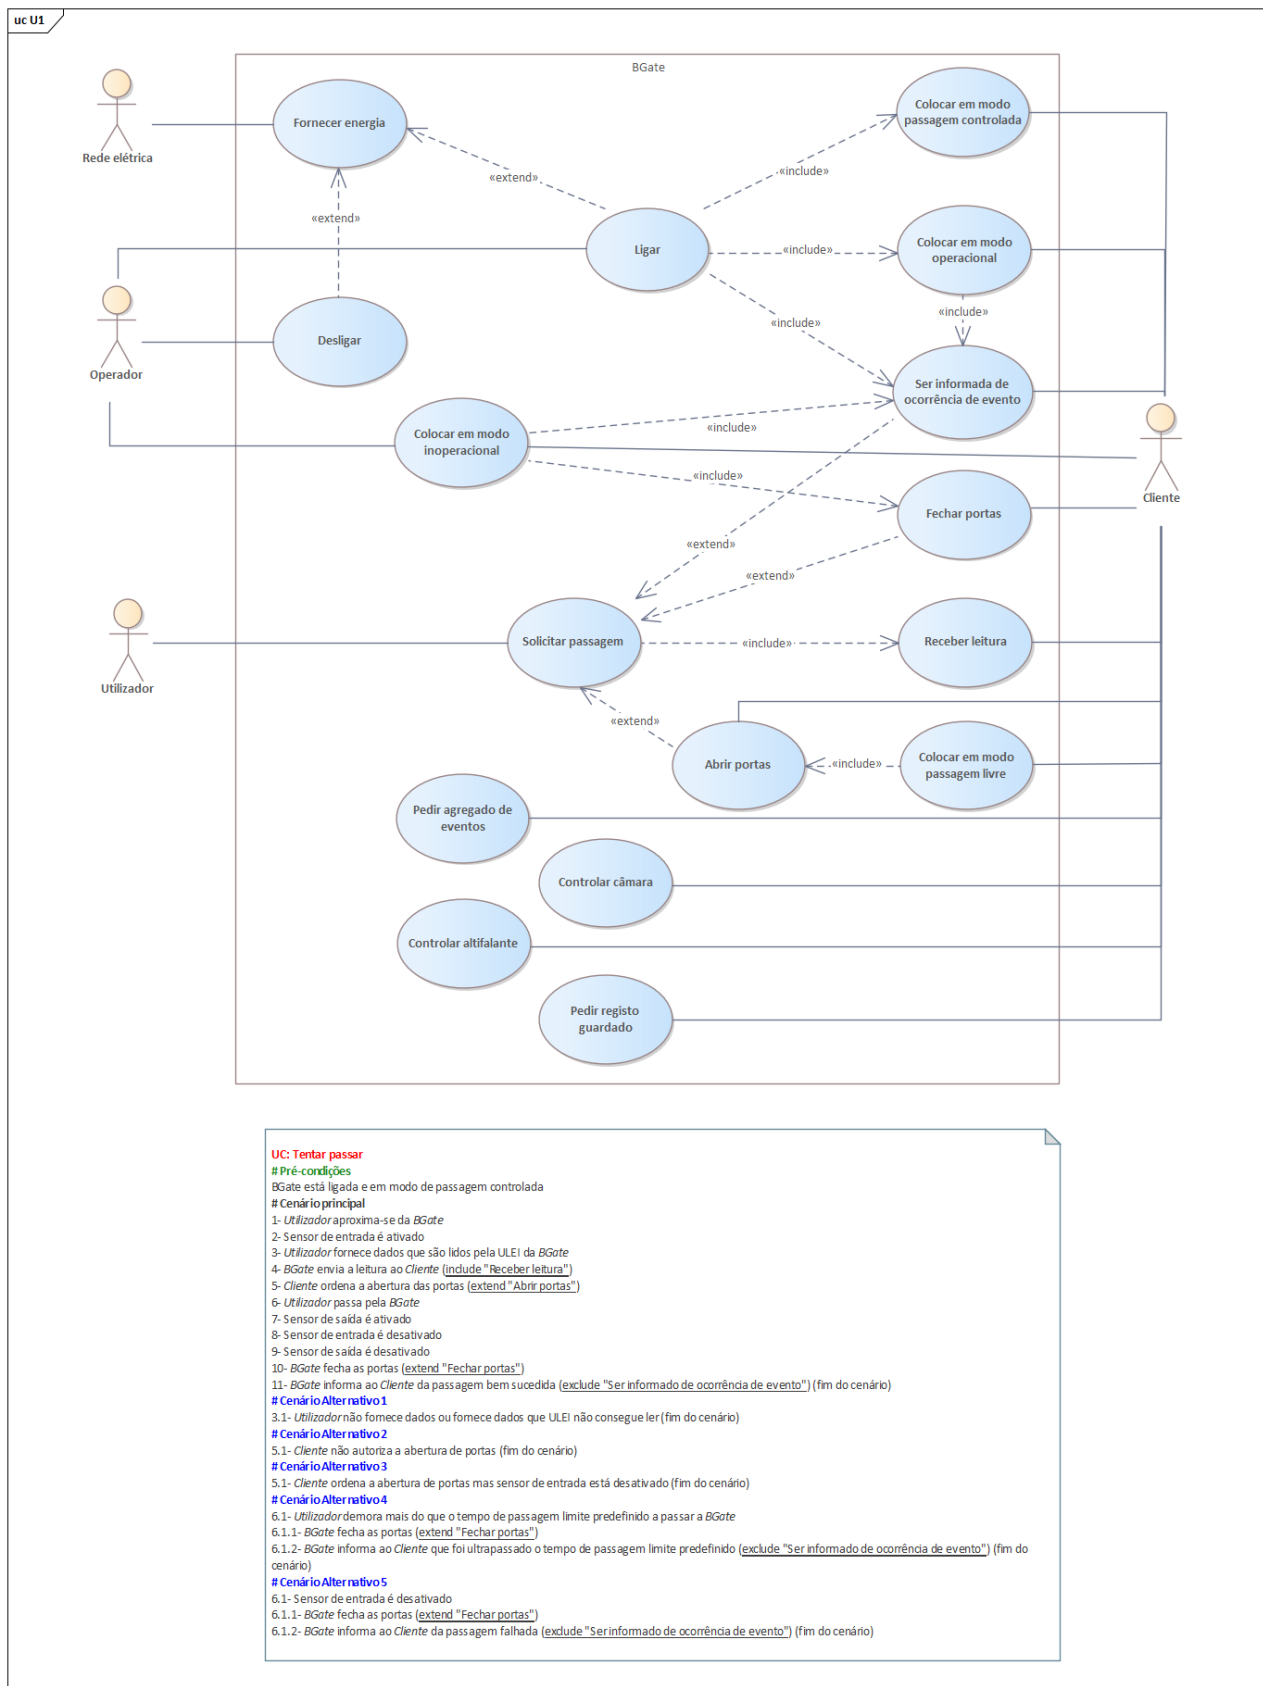 uc U1
BGate
Rede elétrica
Fornecer energia
Colocar em modo
passagem controlada
«extend»
«include»
«extend»
Ligar
«include»
Colocar em modo
operacional
Operador
Desligar
«include»
«include»
Ser informada de
ocorrência de evento
Colocar em modo
inoperacional
«include»
«include»
Cliente
Fechar portas
«extend»
«extend»
Utilizador
Solicitar passagem
«include»
Receber leitura
«extend»
Abrir portas
«include»
Colocar em modo
passagem livre
Pedir agregado de
eventos
Controlar câmara
Controlar altifalante
Pedir registo
guardado
UC: Tentar passar
# Pré-condições
BGate está ligada e em modo de passagem controlada
# Cenário principal
1- Utilizador aproxima-se da BGate
2- Sensor de entrada é ativado
3- Utilizador fornece dados que são lidos pela ULEI da BGate
4- BGate envia a leitura ao Cliente (include "Receber leitura")
5- Cliente ordena a abertura das portas (extend "Abrir portas")
6- Utilizador passa pela BGate
7- Sensor de saída é ativado
8- Sensor de entrada é desativado
9- Sensor de saída é desativado
10- BGate fecha as portas (extend "Fechar portas")
11- BGate informa ao Cliente da passagem bem sucedida (exclude "Ser informado de ocorrência de evento") (fim do cenário)
# Cenário Alternativo 1
3.1- Utilizador não fornece dados ou fornece dados que ULEI não consegue ler (fim do cenário)
# Cenário Alternativo 2
5.1- Cliente não autoriza a abertura de portas (fim do cenário)
# Cenário Alternativo 3
5.1- Cliente ordena a abertura de portas mas sensor de entrada está desativado (fim do cenário)
# Cenário Alternativo 4
6.1- Utilizador demora mais do que o tempo de passagem limite predefinido a passar a BGate
6.1.1- BGate fecha as portas (extend "Fechar portas")
6.1.2- BGate informa ao Cliente que foi ultrapassado o tempo de passagem limite predefinido (exclude "Ser informado de ocorrência de evento") (fim do
cenário)
# Cenário Alternativo 5
6.1- Sensor de entrada é desativado
6.1.1- BGate fecha as portas (extend "Fechar portas")
6.1.2- BGate informa ao Cliente da passagem falhada (exclude "Ser informado de ocorrência de evento") (fim do cenário)